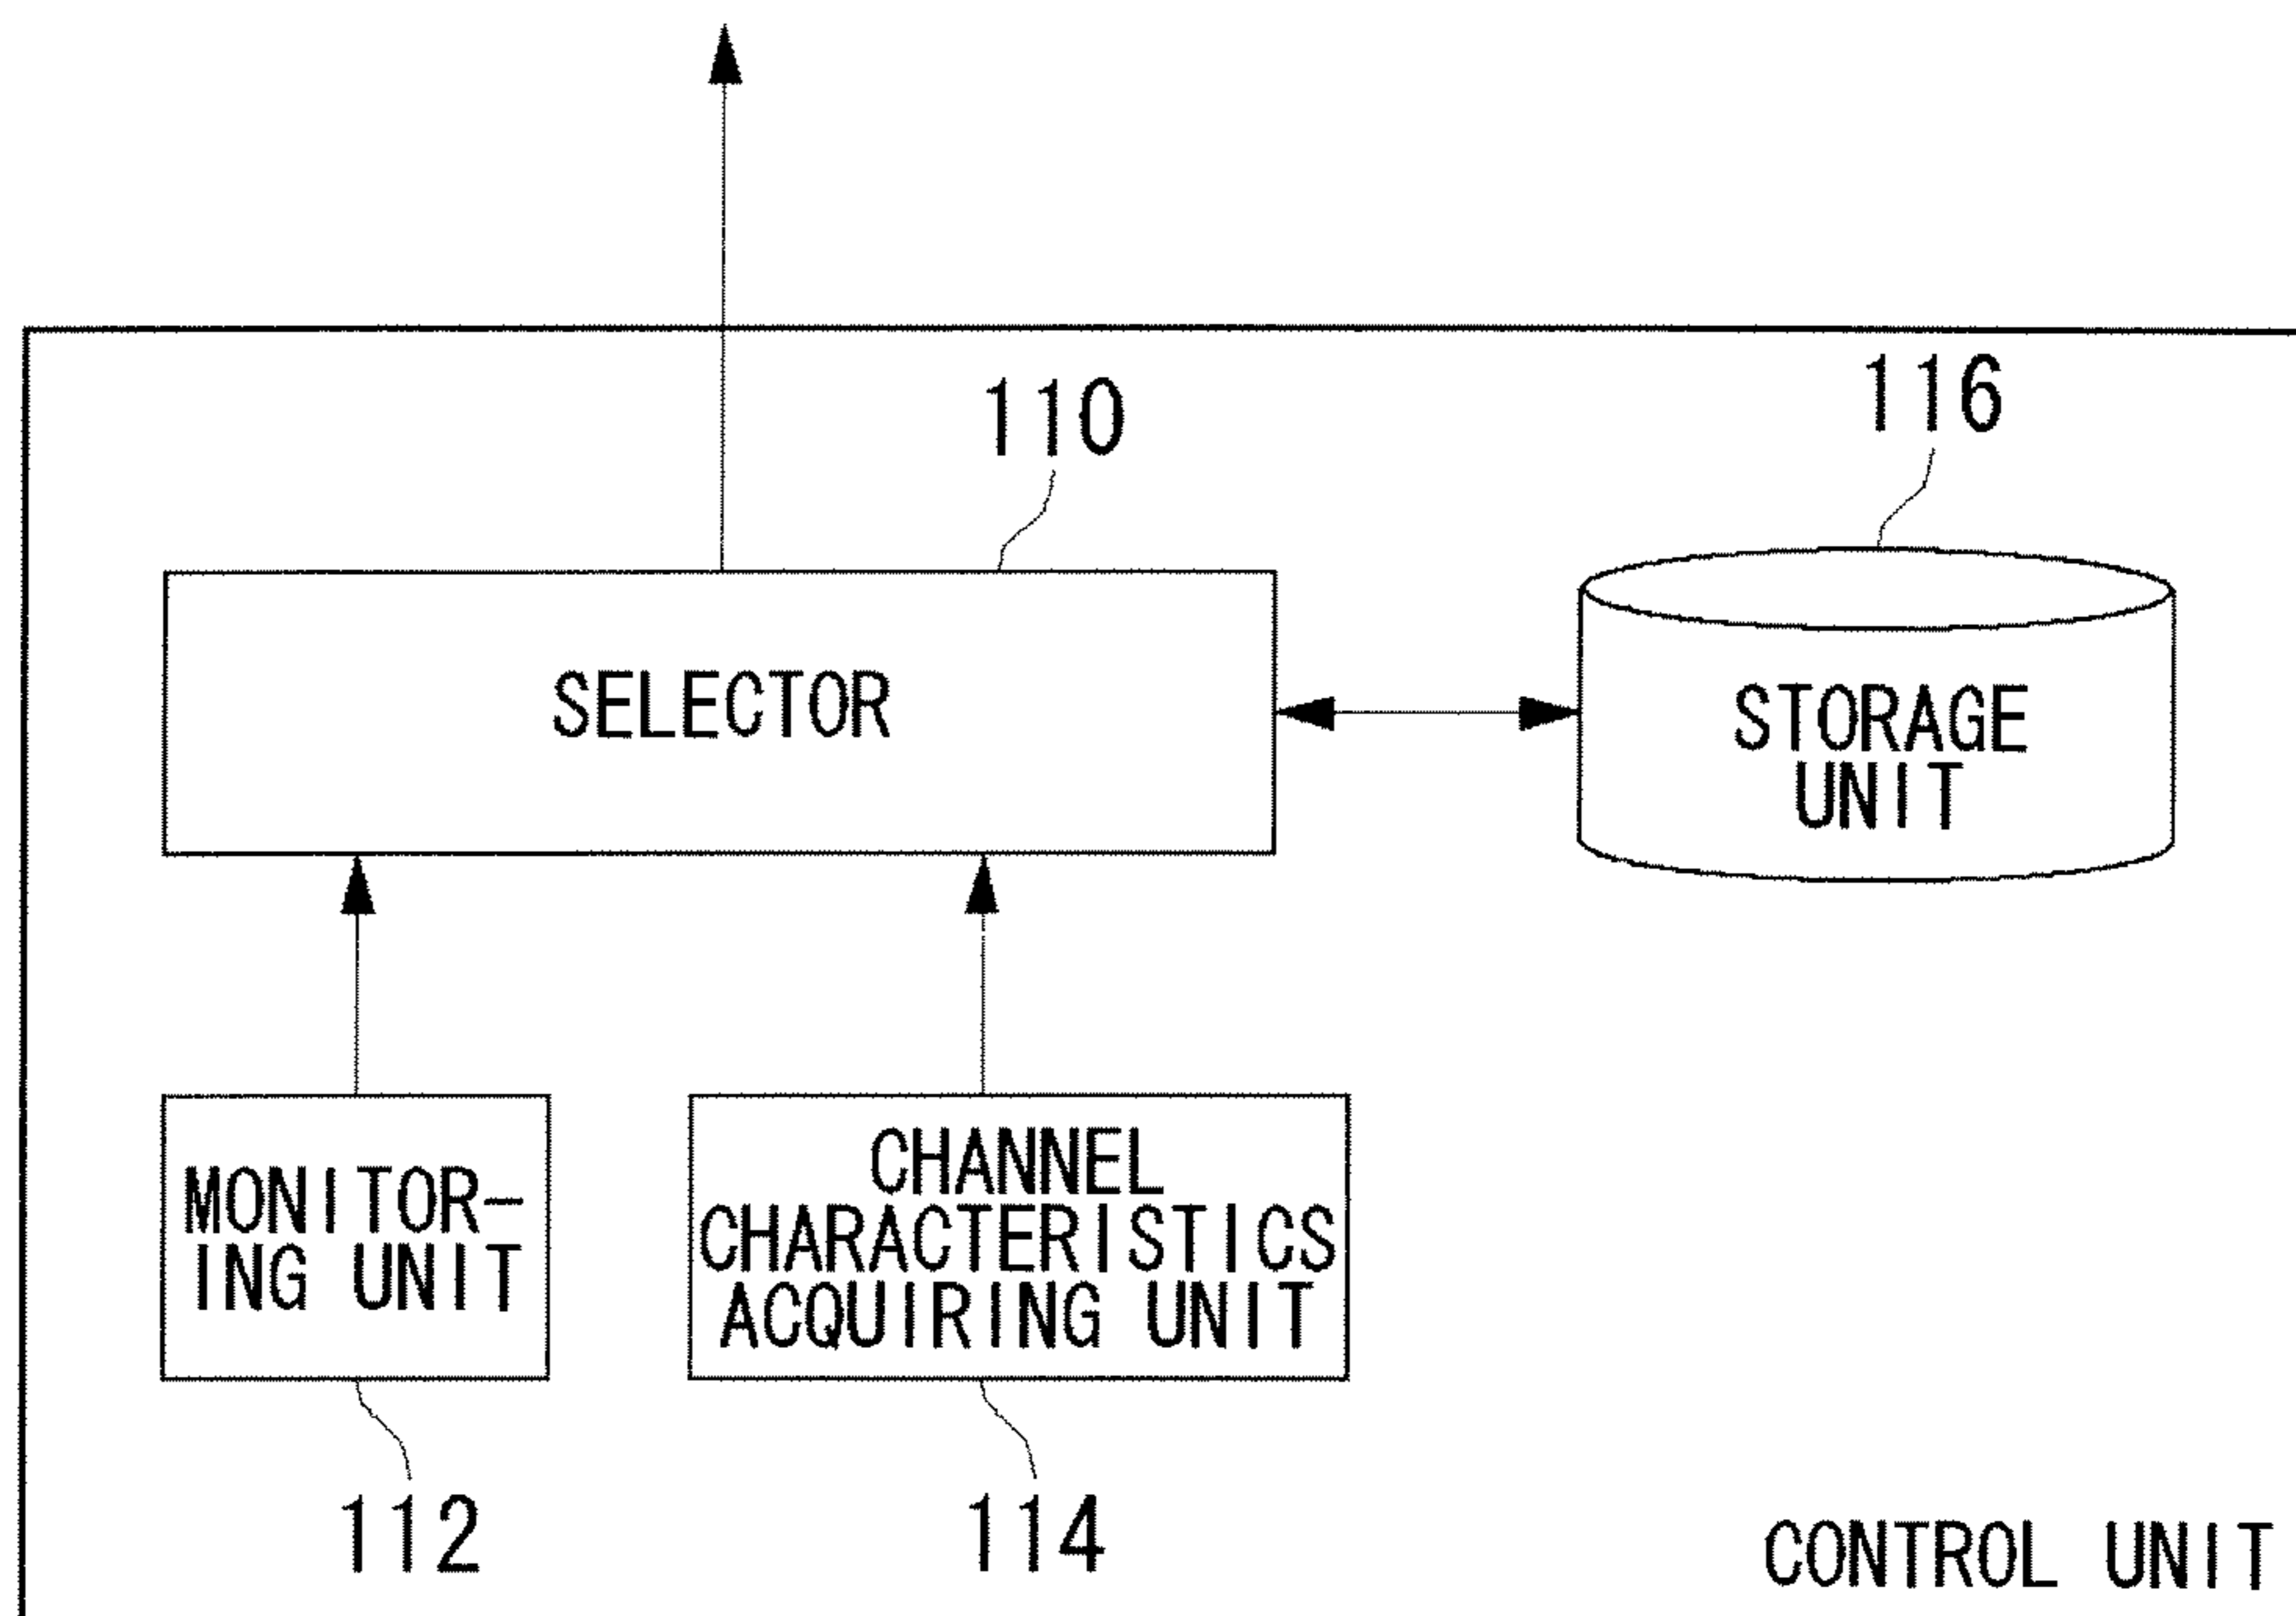 110
116
SELECTOR
STORAGE
UNIT
MONITOR-
ING UNIT
CHANNEL
CHARACTERISTICS
ACQUIRING UNIT
112
114
CONTROL UNIT